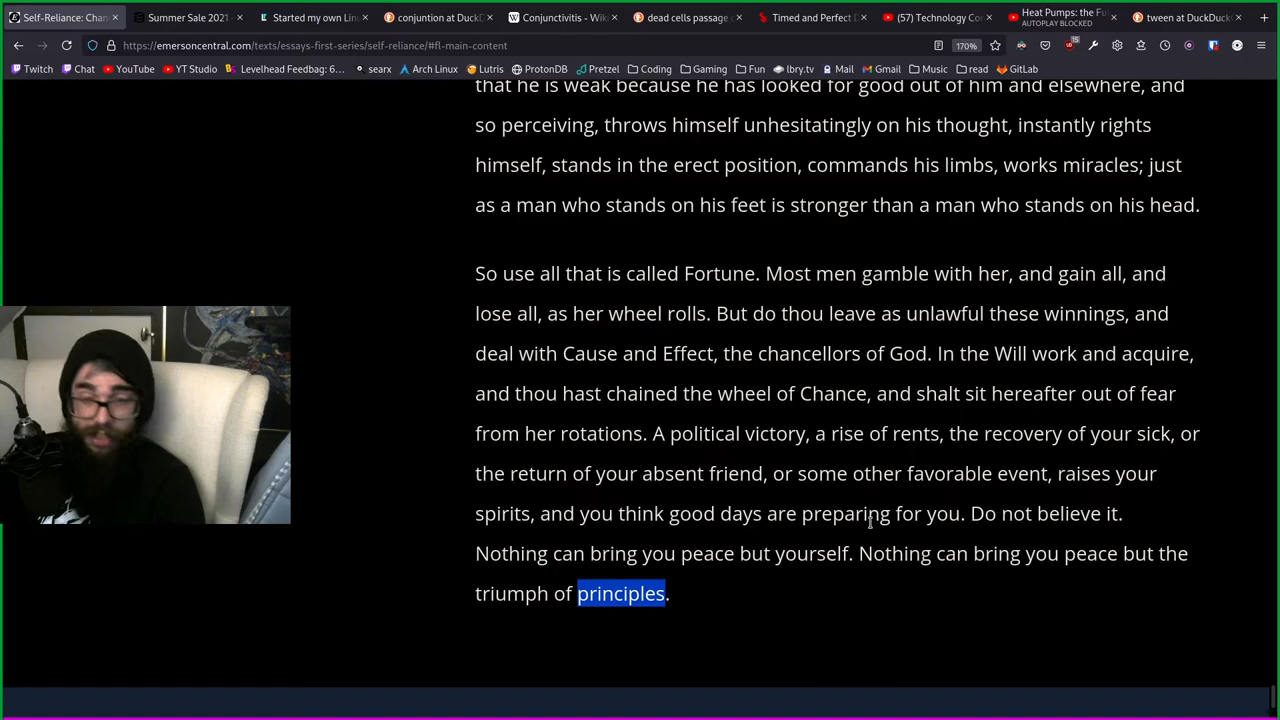 Self-Reliance: Chan
Summer Sale 2021 -
Started my own Lin
conjuntion at DuckD
Conjunctivitis - Wiki
dead cells passage
Timed and Perfect D
(57) Technology Con
Heat Pumps: the Fu
AUTOPLAY BLOCKED
tween at DuckDuck
https://emersoncentral.com/texts/essays-first-series/self-reliance/#fl-main-content
170%
15
Twitch Chat YouTube YT Studio Levelhead Feedbag: 6... searx Arch Linux Lutris ProtonDB Pretzel Coding Gaming Fun lbry.tv Mail Gmail Music read GitLab
that he is weak because he has looked for good out of him and elsewhere, and
so perceiving, throws himself unhesitatingly on his thought, instantly rights
himself, stands in the erect position, commands his limbs, works miracles; just
as a man who stands on his feet is stronger than a man who stands on his head.
So use all that is called Fortune. Most men gamble with her, and gain all, and
lose all, as her wheel rolls. But do thou leave as unlawful these winnings, and
deal with Cause and Effect, the chancellors of God. In the Will work and acquire,
and thou hast chained the wheel of Chance, and shalt sit hereafter out of fear
from her rotations. A political victory, a rise of rents, the recovery of your sick, or
the return of your absent friend, or some other favorable event, raises your
spirits, and you think good days are preparing for you. Do not believe it.
Nothing can bring you peace but yourself. Nothing can bring you peace but the
triumph of principles.